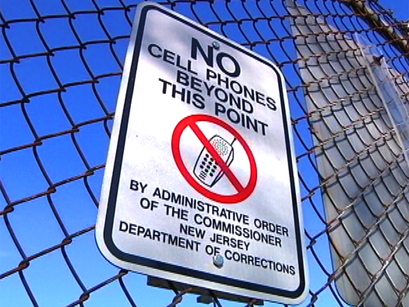 NO
CELL PHONES
BEYOND
THIS POINT
BY ADMINISTRATIVE ORDER
OF THE COMMISSIONER
NEW JERSEY
DEPARTMENT OF CORRECTIONS